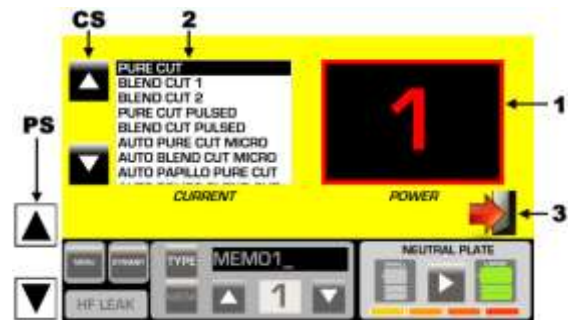 CS 2
PURE CUT
BLEND CUT 1
BLEND CUT 2
PURE CUT PULSED
BLEND CUT PULSED
AUTO PURE CUT MICRO
AUTO BLEND CUT MICRO
AUTO PAPILLO PURE CUT
CURRENT
1
POWER
1
3
PS
MENU
TYPE
MEMO1_
1
HF LEAK
NEUTRAL PLATE